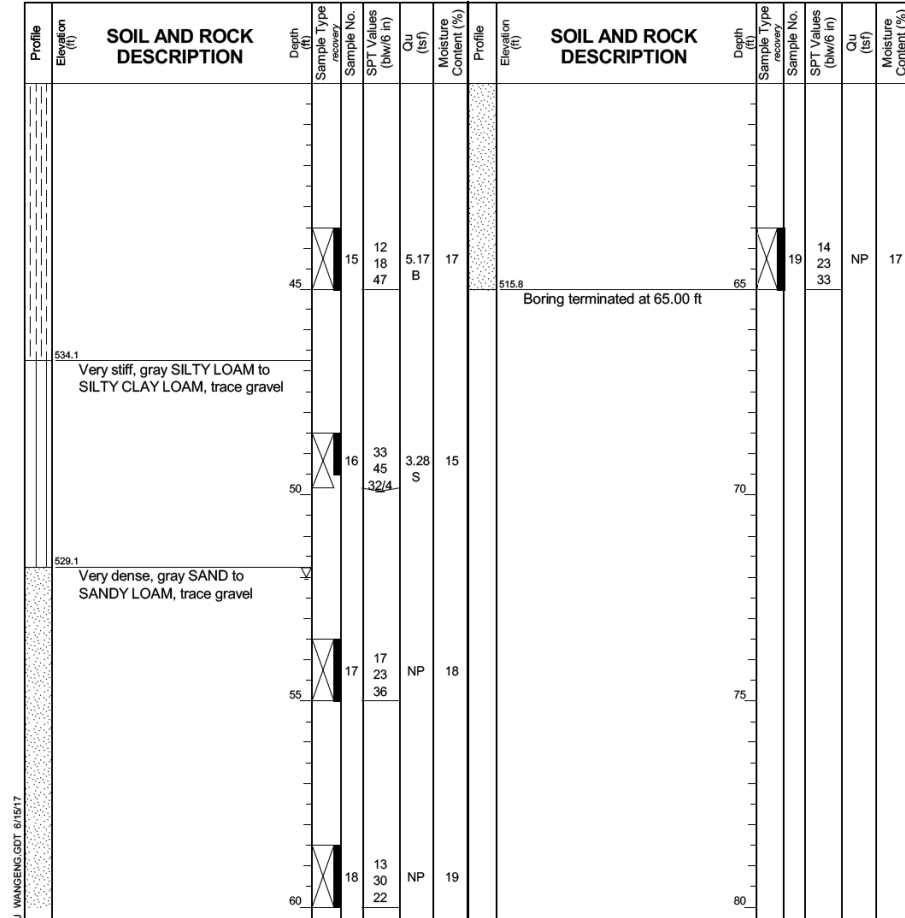 Profile
Elevation
(ft)
SOIL AND ROCK
DESCRIPTION
Depth
(ft)
Sample Type
recovery
Sample No.
SPT Values
(blw/6 in)
Qu
(tsf)
Moisture
Content (%)
Profile
Elevation
(ft)
SOIL AND ROCK
DESCRIPTION
Depth
(ft)
Sample Type
recovery
Sample No.
SPT Values
(blw/6 in)
Qu
(tsf)
Moisture
Content (%)
45
15
12
18
47
5.17
B
17
534.1
Very stiff, gray SILTY LOAM to
SILTY CLAY LOAM, trace gravel
50
16
33
45
32/4
3.28
S
15
529.1
Very dense, gray SAND to
SANDY LOAM, trace gravel
55
17
17
23
36
NP
18
60
18
13
30
22
NP
19
65
19
14
23
33
NP
17
515.8
Boring terminated at 65.00 ft
70
75
80
WANGENG.GDT 6/15/17